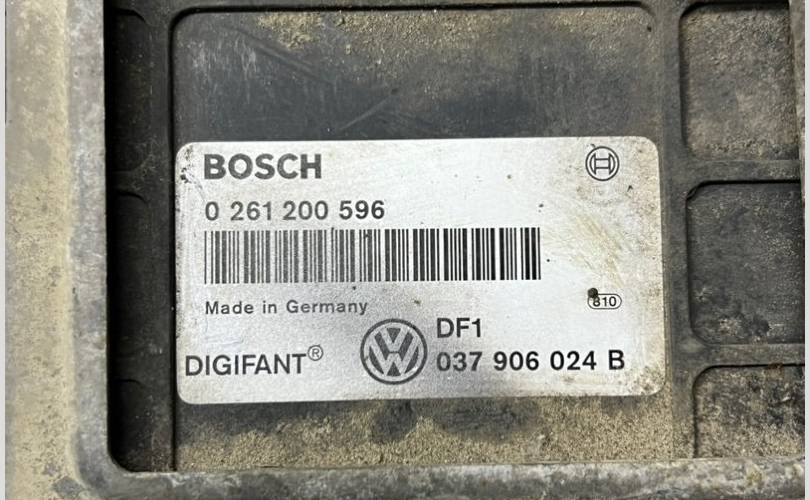 BOSCH
0 261 200 596
Made in Germany
810
DF1
DIGIFANT®
037 906 024 B